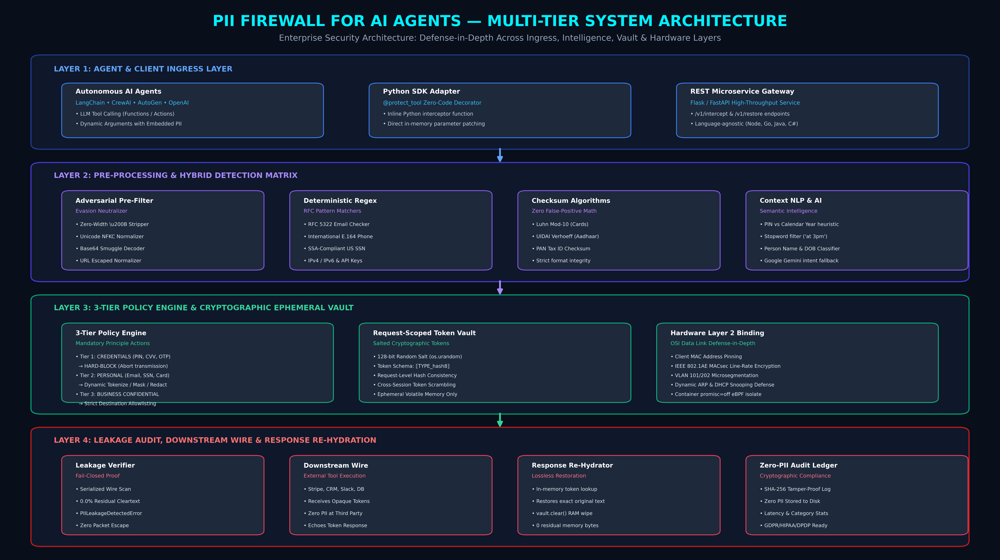 PII FIREWALL FOR AI AGENTS — MULTI-TIER SYSTEM ARCHITECTURE
Enterprise Security Architecture: Defense-in-Depth Across Ingress, Intelligence, Vault & Hardware Layers
LAYER 1: AGENT & CLIENT INGRESS LAYER
Autonomous AI Agents
LangChain • CrewAI • AutoGen • OpenAI
• LLM Tool Calling (Functions / Actions)
• Dynamic Arguments with Embedded PII
Python SDK Adapter
@protect_tool Zero-Code Decorator
• Inline Python interceptor function
• Direct in-memory parameter patching
REST Microservice Gateway
Flask / FastAPI High-Throughput Service
• /v1/intercept & /v1/restore endpoints
• Language-agnostic (Node, Go, Java, C#)
LAYER 2: PRE-PROCESSING & HYBRID DETECTION MATRIX
Adversarial Pre-Filter
Evasion Neutralizer
• Zero-Width \u200B Stripper
• Unicode NFKC Normalizer
• Base64 Smuggle Decoder
• URL Escaped Normalizer
Deterministic Regex
RFC Pattern Matchers
• RFC 5322 Email Checker
• International E.164 Phone
• SSA-Compliant US SSN
• IPv4 / IPv6 & API Keys
Checksum Algorithms
Zero False-Positive Math
• Luhn Mod-10 (Cards)
• UIDAI Verhoeff (Aadhaar)
• PAN Tax ID Checksum
• Strict format integrity
Context NLP & AI
Semantic Intelligence
• PIN vs Calendar Year heuristic
• Stopword filter ('at 3pm')
• Person Name & DOB Classifier
• Google Gemini intent fallback
LAYER 3: 3-TIER POLICY ENGINE & CRYPTOGRAPHIC EPHEMERAL VAULT
3-Tier Policy Engine
Mandatory Principle Actions
• Tier 1: CREDENTIALS (PIN, CVV, OTP)
→ HARD-BLOCK (Abort transmission)
• Tier 2: PERSONAL (Email, SSN, Card)
→ Dynamic Tokenize / Mask / Redact
• Tier 3: BUSINESS CONFIDENTIAL
→ Strict Destination Allowlisting
Request-Scoped Token Vault
Salted Cryptographic Tokens
• 128-bit Random Salt (os.urandom)
• Token Schema: ⟦TYPE_hash8⟧
• Request-Level Hash Consistency
• Cross-Session Token Scrambling
• Ephemeral Volatile Memory Only
Hardware Layer 2 Binding
OSI Data Link Defense-in-Depth
• Client MAC Address Pinning
• IEEE 802.1AE MACsec Line-Rate Encryption
• VLAN 101/202 Microsegmentation
• Dynamic ARP & DHCP Snooping Defense
• Container promisc=off eBPF isolate
LAYER 4: LEAKAGE AUDIT, DOWNSTREAM WIRE & RESPONSE RE-HYDRATION
Leakage Verifier
Fail-Closed Proof
• Serialized Wire Scan
• 0.0% Residual Cleartext
• PIILeakageDetectedError
• Zero Packet Escape
Downstream Wire
External Tool Execution
• Stripe, CRM, Slack, DB
• Receives Opaque Tokens
• Zero PII at Third Party
• Echoes Token Response
Response Re-Hydrator
Lossless Restoration
• In-memory token lookup
• Restores exact original text
• vault.clear() RAM wipe
• 0 residual memory bytes
Zero-PII Audit Ledger
Cryptographic Compliance
• SHA-256 Tamper-Proof Log
• Zero PII Stored to Disk
• Latency & Category Stats
• GDPR/HIPAA/DPDP Ready